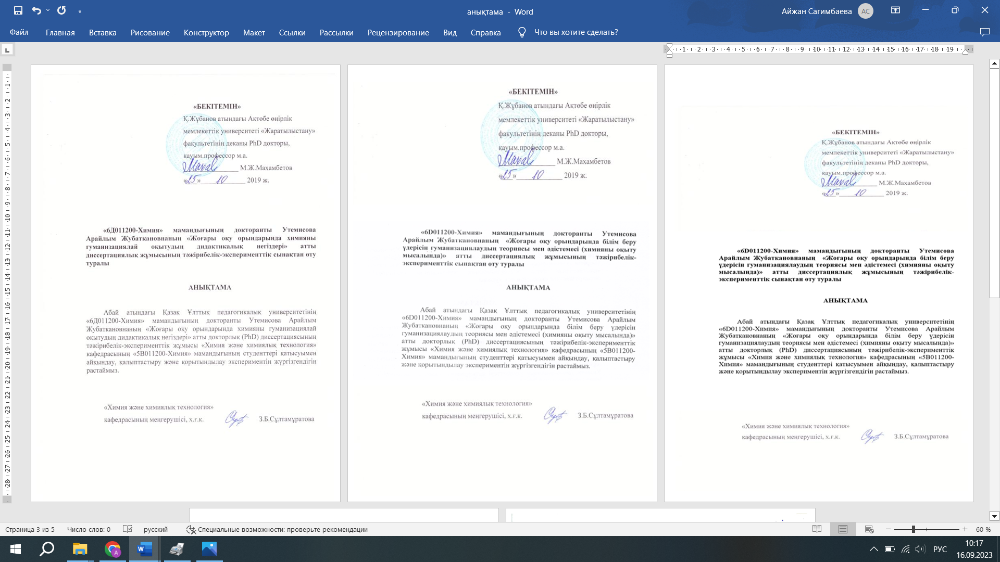 анықтама - Word
Айжан Сагимбаева
АС
Файл
Главная
Вставка
Рисование
Конструктор
Макет
Ссылки
Рассылки
Рецензирование
Вид
Справка
Что вы хотите сделать?
«БЕКІТЕМІН»
Қ.Жұбанов атындағы Ақтөбе өңірлік
мемлекеттік университеті «Жаратылыстану»
факультетінің деканы PhD докторы,
қауым.профессор м.а.
М.Ж.Махамбетов
«25» 10 2019 ж.
«6Д011200-Химия» мамандығының докторанты Утемисова
Арайлым Жубаткановнаның «Жоғары оқу орындарында химияны
гуманизациялай оқытудың дидактикалық негіздері» атты
диссертациялық жұмысының тәжірибелік-эксперименттік сынақтан өту
туралы
АНЫҚТАМА
Абай атындағы Қазақ Ұлттық педагогикалық университетінің
«6Д011200-Химия» мамандығының докторанты Утемисова Арайлым
Жубаткановнаның «Жоғары оқу орындарында химияны гуманизациялай
оқытудың дидактикалық негіздері» атты докторлық (PhD) диссертациясының
тәжірибелік-эксперименттік жұмысы «Химия және химиялық технология»
кафедрасының «5В011200-Химия» мамандығының студенттері қатысуымен
айқындау, қалыптастыру және қорытындылау экспериментін жүргізгендігін
растаймыз.
«Химия және химиялық технология»
кафедрасының меңгерушісі, х.ғ.к.
З.Б.Сұлтамұратова
«БЕКІТЕМІН»
Қ.Жұбанов атындағы Ақтөбе өңірлік
мемлекеттік университеті «Жаратылыстану»
факультетінің деканы PhD докторы,
қауым.профессор м.а.
М.Ж.Махамбетов
«25» 10 2019 ж.
«6D011200-Химия» мамандығының докторанты Утемисова
Арайлым Жубаткановнаның «Жоғары оқу орындарында білім беру
үдерісін гуманизациялаудың теориясы мен әдістемесі (химияны оқыту
мысалында)» атты диссертациялық жұмысының тәжірибелік-
эксперименттік сынақтан өту туралы
АНЫҚТАМА
Абай атындағы Қазақ Ұлттық педагогикалық университетінің
«6D011200-Химия» мамандығының докторанты Утемисова Арайлым
Жубаткановнаның «Жоғары оқу орындарында білім беру үдерісін
гуманизациялаудың теориясы мен әдістемесі (химияны оқыту мысалында)»
атты докторлық (PhD) диссертациясының тәжірибелік-эксперименттік
жұмысы «Химия және химиялық технология» кафедрасының «5В011200-
Химия» мамандығының студенттері қатысуымен айқындау, қалыптастыру
және қорытындылау экспериментін жүргізгендігін растаймыз.
«Химия және химиялық технология»
кафедрасының меңгерушісі, х.ғ.к.
З.Б.Сұлтамұратова
«БЕКІТЕМІН»
Қ.Жұбанов атындағы Ақтөбе өңірлік
мемлекеттік университеті «Жаратылыстану»
факультетінің деканы PhD докторы,
қауым.профессор м.а.
М.Ж.Махамбетов
«25» 10 2019 ж.
«6D011200-Химия» мамандығының докторанты Утемисова
Арайлым Жубаткановнаның «Жоғары оқу орындарында білім беру
үдерісін гуманизациялаудың теориясы мен әдістемесі (химияны оқыту
мысалында)» атты диссертациялық жұмысының тәжірибелік-
эксперименттік сынақтан өту туралы
АНЫҚТАМА
Абай атындағы Қазақ Ұлттық педагогикалық университетінің
«6D011200-Химия» мамандығының докторанты Утемисова Арайлым
Жубаткановнаның «Жоғары оқу орындарында білім беру үдерісін
гуманизациялаудың теориясы мен әдістемесі (химияны оқыту мысалында)»
атты докторлық (PhD) диссертациясының тәжірибелік-эксперименттік
жұмысы «Химия және химиялық технология» кафедрасының «5В011200-
Химия» мамандығының студенттері қатысуымен айқындау, қалыптастыру
және қорытындылау экспериментін жүргізгендігін растаймыз.
«Химия және химиялық технология»
кафедрасының меңгерушісі, х.ғ.к.
З.Б.Сұлтамұратова
Страница 3 из 5
Число слов: 0
русский
Специальные возможности: проверьте рекомендации
60 %
РУС
10:17
16.09.2023